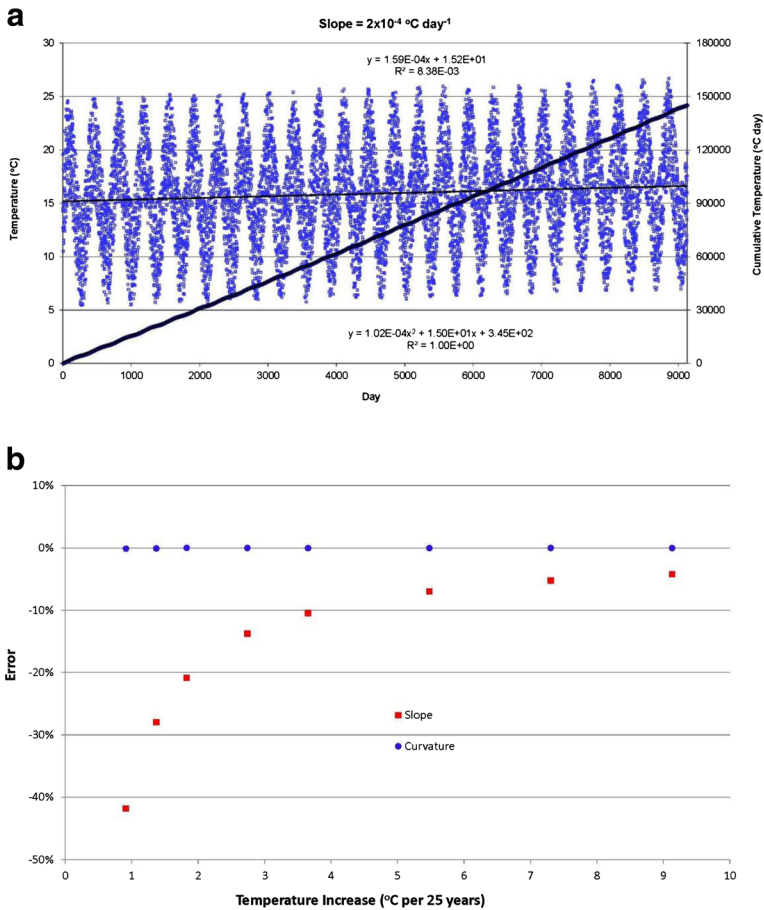 a
Slope = 2x10⁻⁴ ºC day⁻¹
30
25
20
15
10
5
0
Temperature (ºC)
y = 1.59E-04x + 1.52E+01
R² = 8.38E-03
y = 1.02E-04x² + 1.50E+01x + 3.45E+02
R² = 1.00E+00
180000
150000
120000
90000
60000
30000
0
Cumulative Temperature (ºC day)
0 1000 2000 3000 4000 5000 6000 7000 8000 9000
Day
b
10%
0%
-10%
-20%
-30%
-40%
-50%
Error
Slope
Curvature
0 1 2 3 4 5 6 7 8 9 10
Temperature Increase (ºC per 25 years)